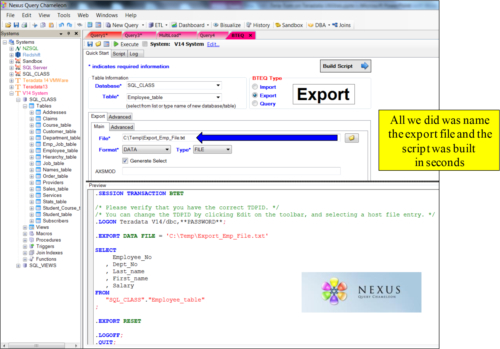 Nexus Query Chameleon
File Edit View Tools Web Windows Help
Systems
New Query
ETL
Dashboard
Visualize
History
Sandbox
DBA
Joins
Systems
NZSQL
Redshift
Sandbox
SQL Server
SQL_CLASS
Teradata 14 VMWare
Teradata13
V14 System
SQL_CLASS
Tables
Addresses
Claims
Course_table
Customer_table
Department_table
Emp_Job_table
Employee_table
Hierarchy_table
Job_table
Names_table
Order_table
Providers
Sales_table
Services
Stats_table
Student_Course_t
Student_table
Subscribers
Views
Macros
Procedures
Triggers
Join Indexes
Functions
SQL_VIEWS
Query1*
Query3*
MultiLoad*
Query4
BTEQ
Execute System: V14 System Edit..
Quick Start Script Log
* indicates required information
Build Script
Table Information
Database* SQL_CLASS
Table* Employee_table
(select from list or type name of new database/table)
BTEQ Type
Import
Export
Query
Export
Export Advanced
Main Advanced
File* C:\Temp\Export_Emp_File.txt
Format* DATA Type* FILE
Generate Select
AXSMOD
Preview
.SESSION TRANSACTION BTET
/* Please verify that you have the correct TDPID. */
/* You can change the TDPID by clicking Edit on the toolbar, and selecting a host file entry. */
.LOGON Teradata V14/dbc,**PASSWORD**;
.EXPORT DATA FILE = 'C:\Temp\Export_Emp_File.txt'
SELECT
Employee_No
, Dept_No
, Last_name
, First_name
, Salary
FROM
"SQL_CLASS"."Employee_table"
;
.EXPORT RESET
.LOGOFF;
.QUIT;
NEXUS
QUERY CHAMELEON
All we did was name
the export file and the
script was built
in seconds